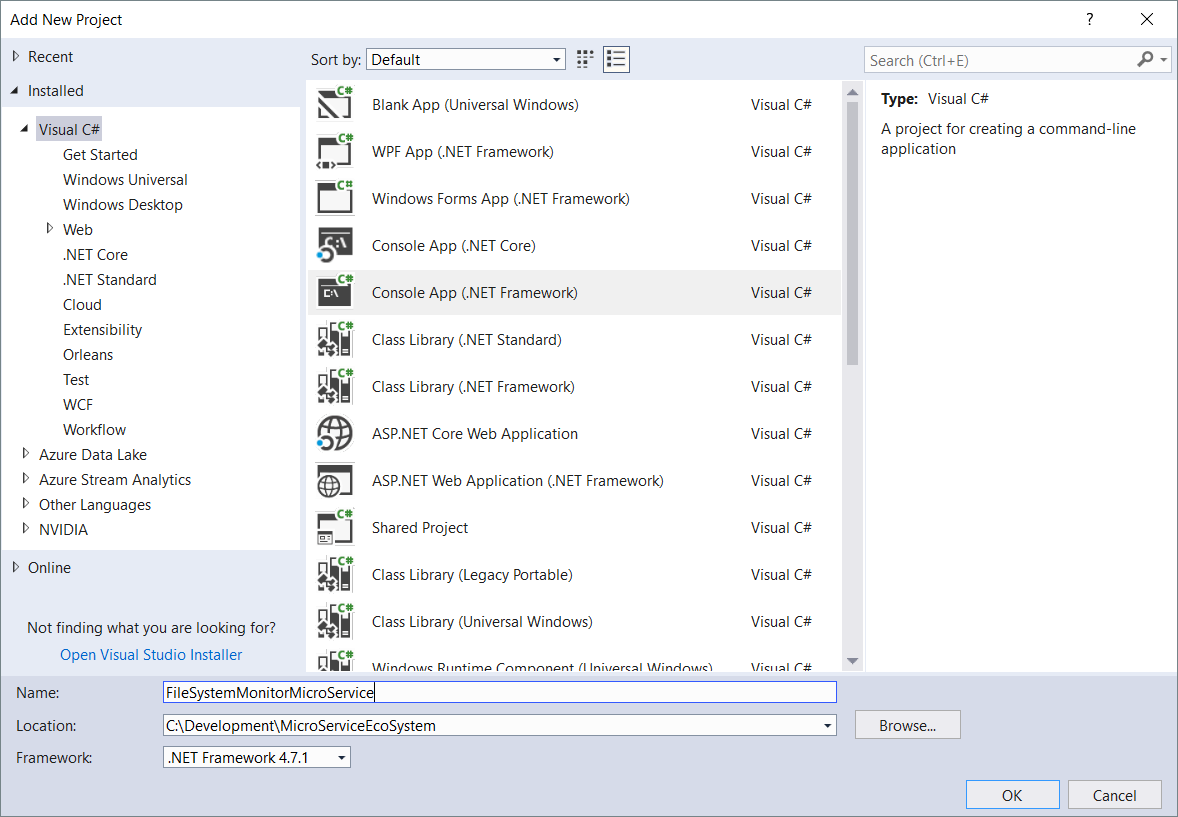 Add New Project
?
Recent
Installed
Visual C#
Get Started
Windows Universal
Windows Desktop
Web
.NET Core
.NET Standard
Cloud
Extensibility
Orleans
Test
WCF
Workflow
Azure Data Lake
Azure Stream Analytics
Other Languages
NVIDIA
Online
Not finding what you are looking for?
Open Visual Studio Installer
Sort by: Default
C# Blank App (Universal Windows) Visual C#
C# WPF App (.NET Framework) Visual C#
C# Windows Forms App (.NET Framework) Visual C#
C:\ Console App (.NET Core) Visual C#
C# C:\ Console App (.NET Framework) Visual C#
C# Class Library (.NET Standard) Visual C#
C# Class Library (.NET Framework) Visual C#
ASP.NET Core Web Application Visual C#
C# ASP.NET Web Application (.NET Framework) Visual C#
C# Shared Project Visual C#
C# Class Library (Legacy Portable) Visual C#
C# Class Library (Universal Windows) Visual C#
C# Windows Runtime Component (Universal Windows) Visual C#
Search (Ctrl+E)
Type: Visual C#
A project for creating a command-line
application
Name: FileSystemMonitorMicroService
Location: C:\Development\MicroServiceEcoSystem
Browse...
Framework: .NET Framework 4.7.1
OK
Cancel